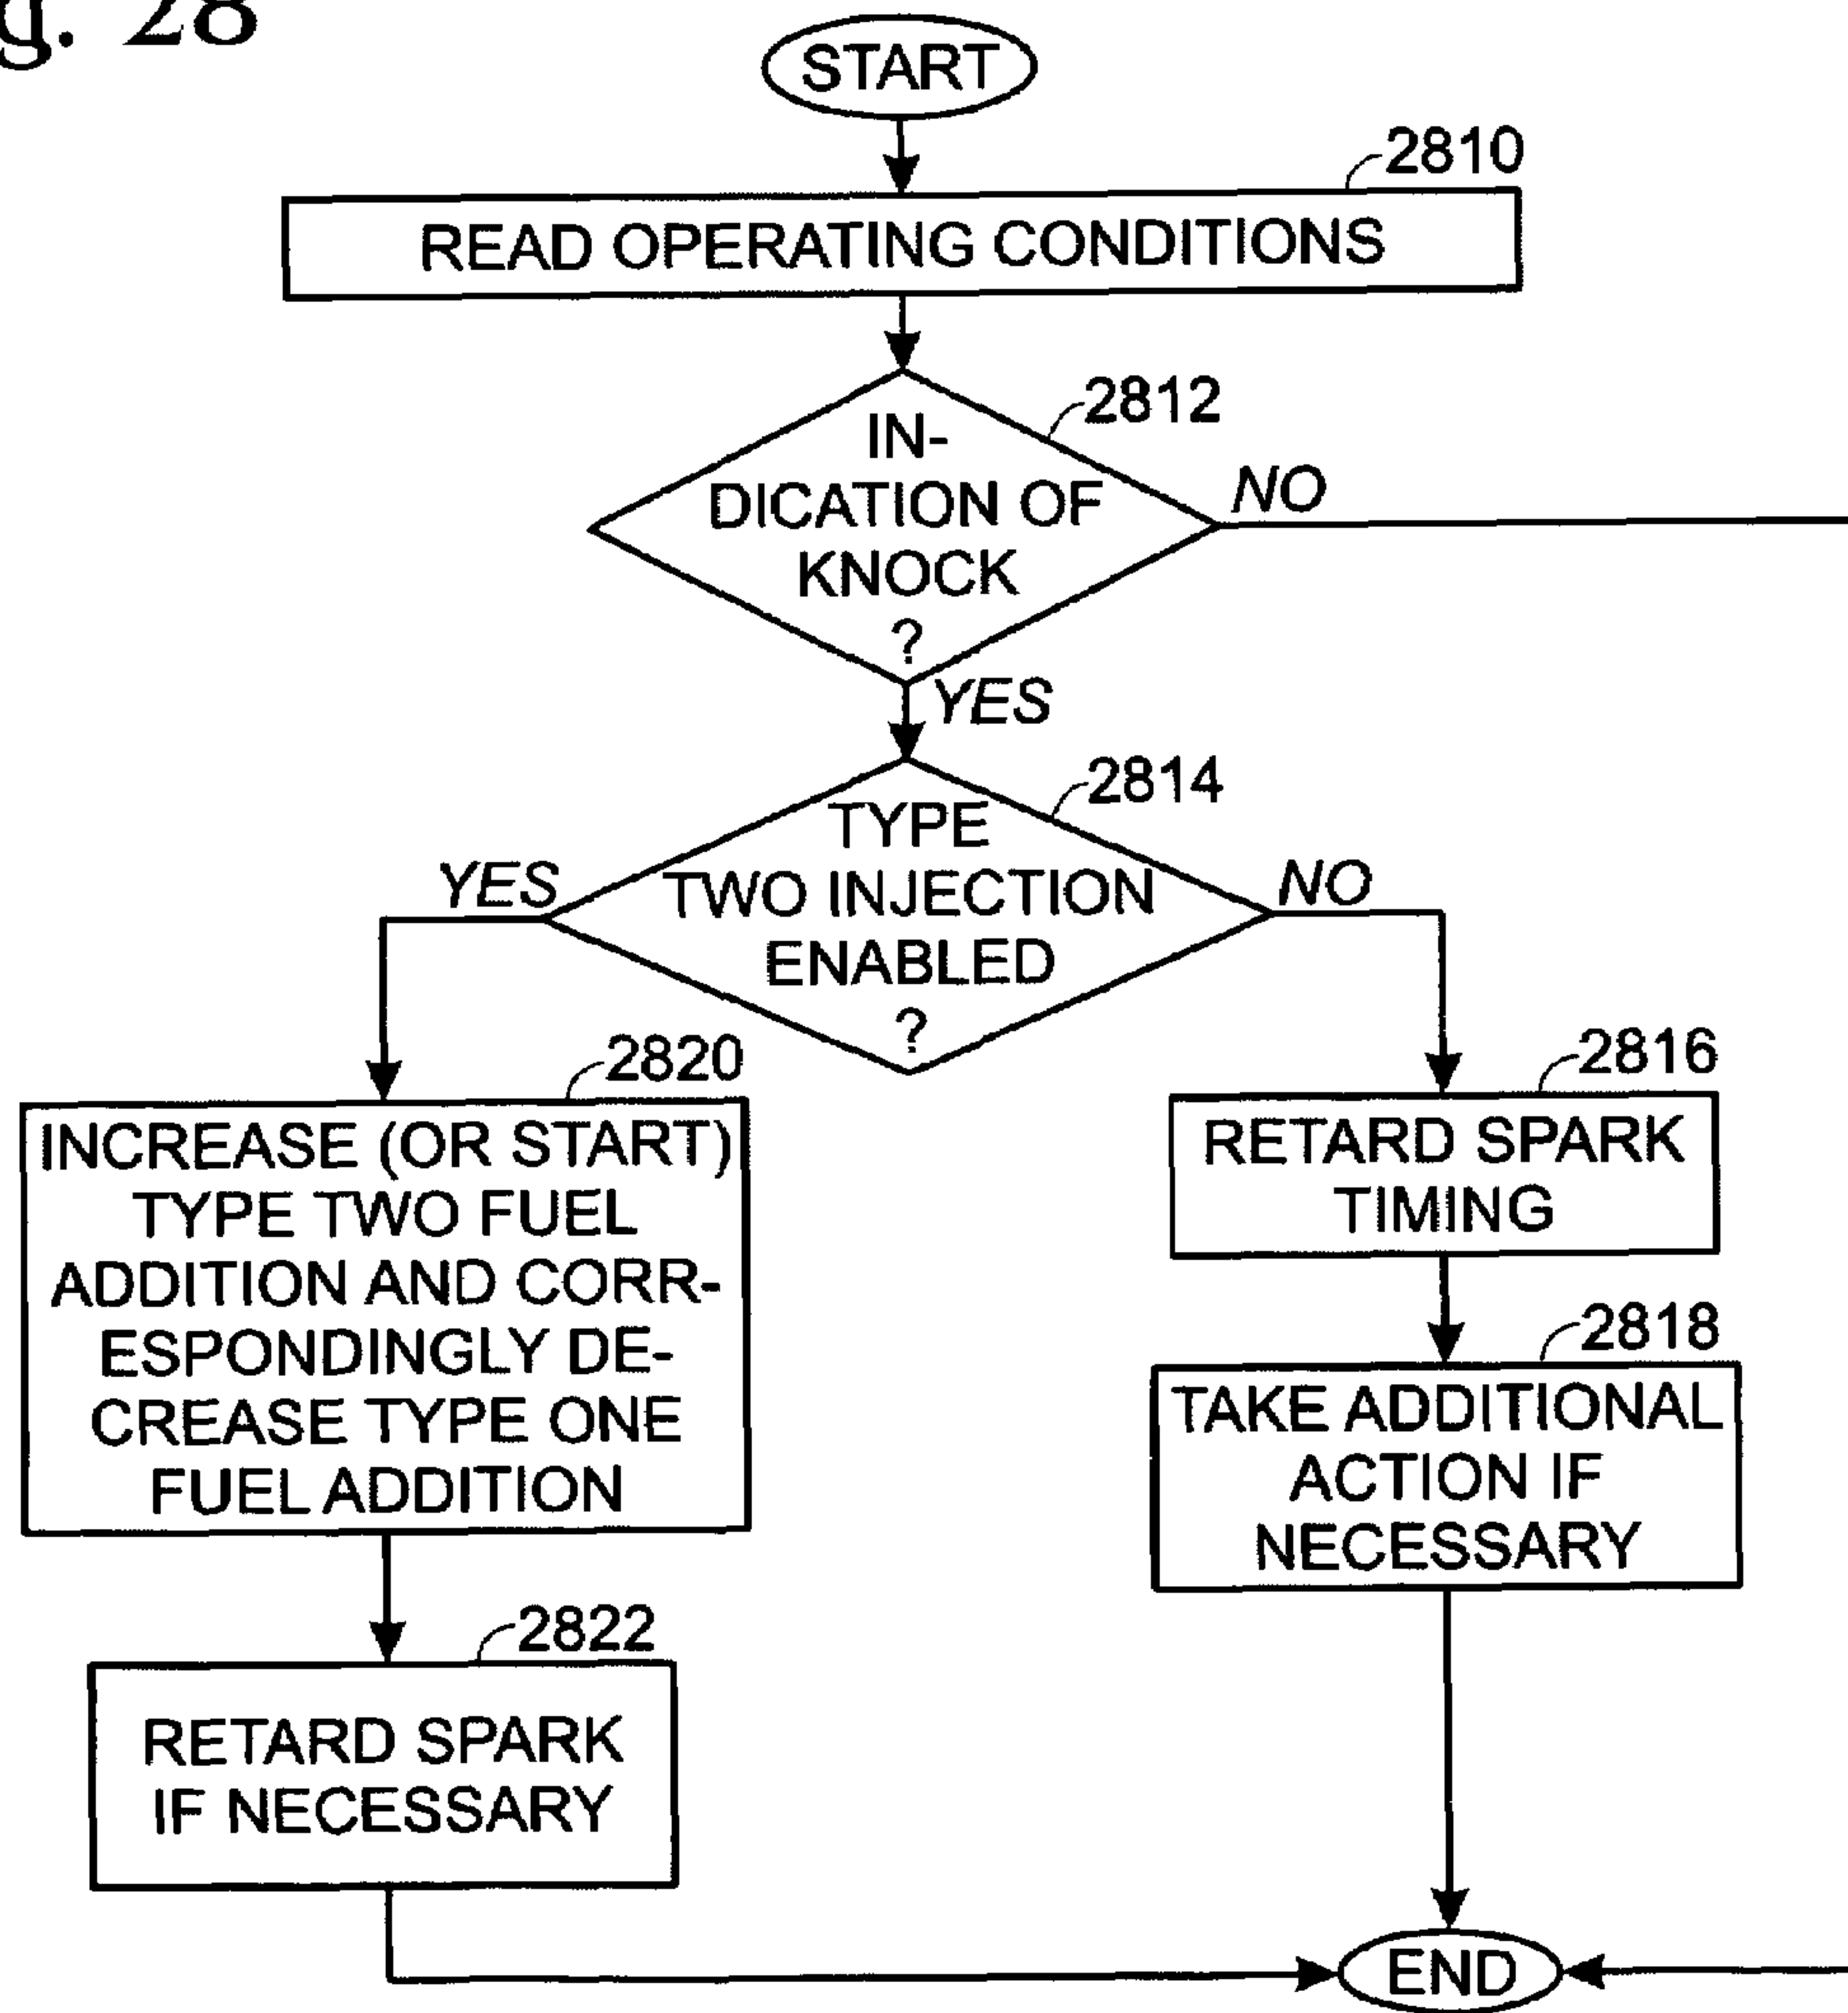 g. 28
START
2810
READ OPERATING CONDITIONS
2812
IN-
DICATION OF
KNOCK
?
NO
YES
2814
TYPE
TWO INJECTION
ENABLED
?
YES
NO
2820
INCREASE (OR START)
TYPE TWO FUEL
ADDITION AND CORR-
ESPONDINGLY DE-
CREASE TYPE ONE
FUEL ADDITION
2816
RETARD SPARK
TIMING
2818
TAKE ADDITIONAL
ACTION IF
NECESSARY
2822
RETARD SPARK
IF NECESSARY
END